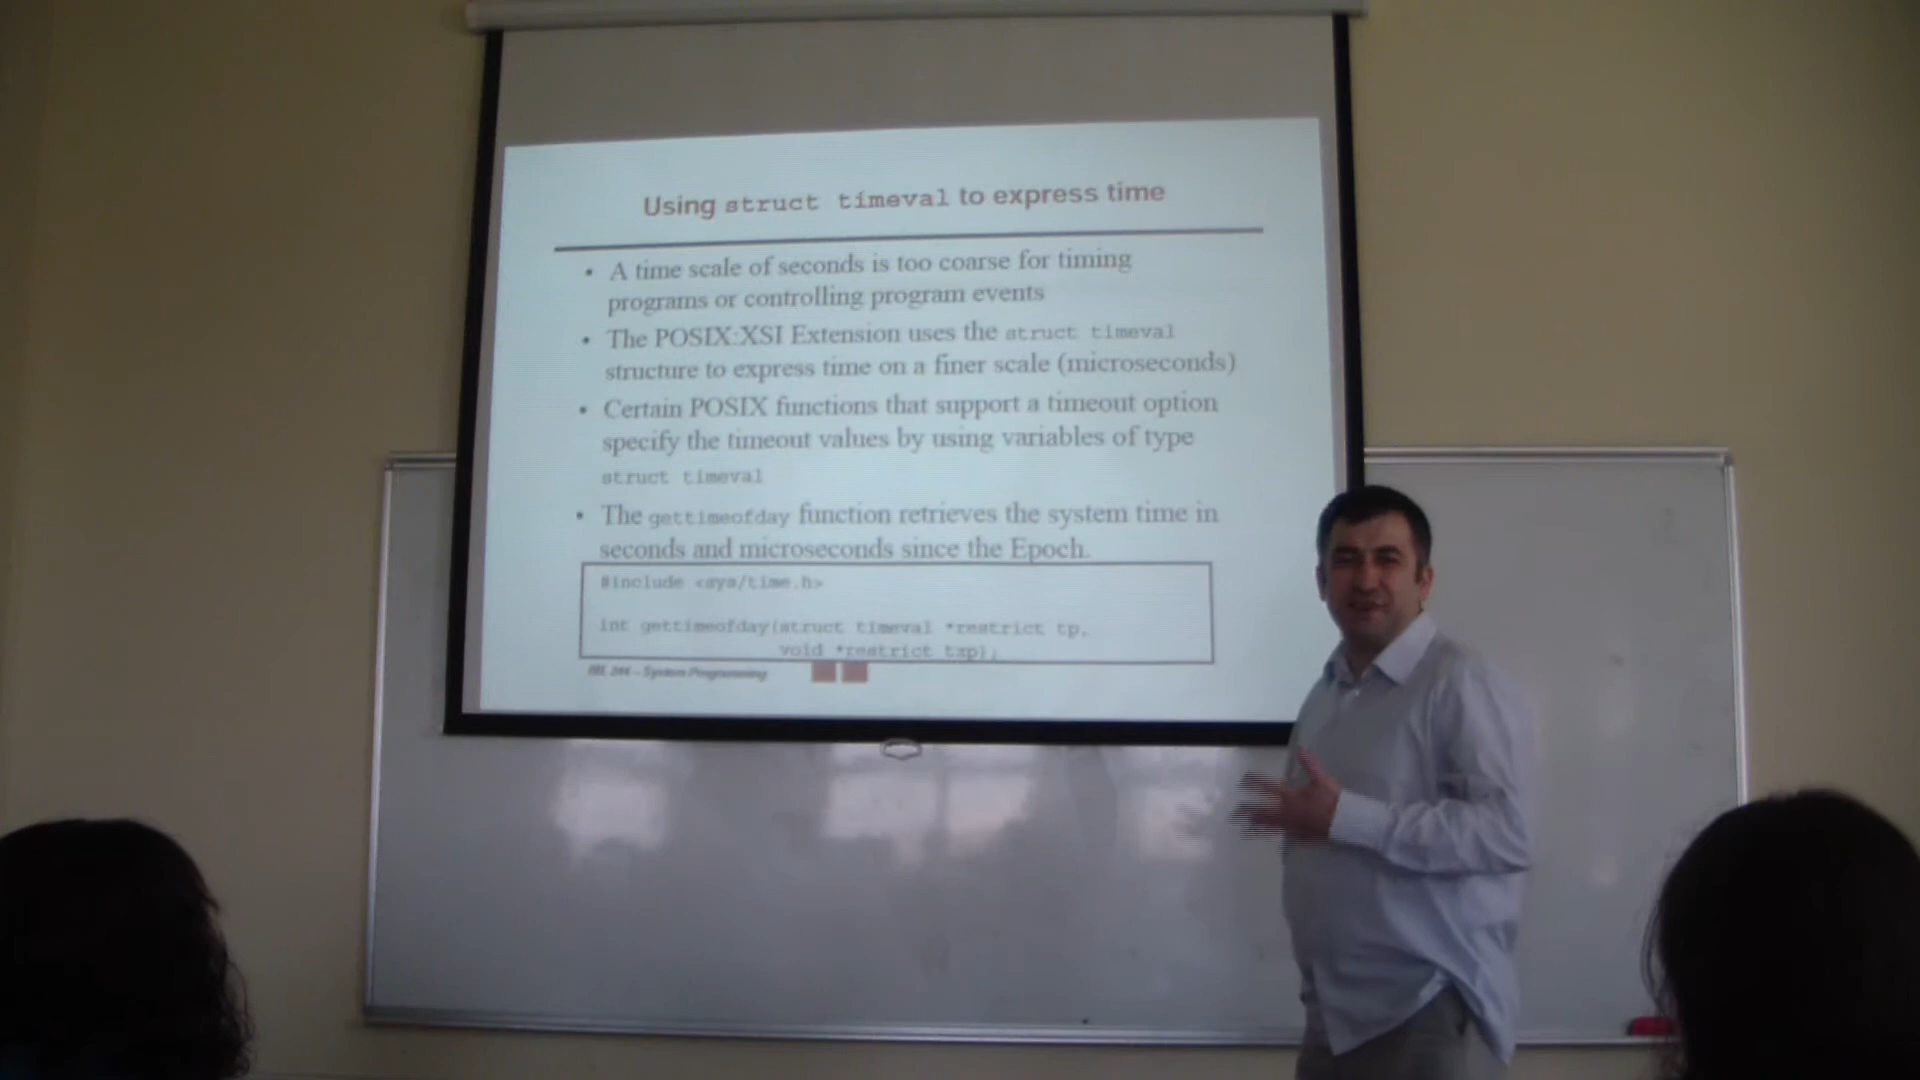 Using struct timeval to express time
• A time scale of seconds is too coarse for timing
programs or controlling program events
• The POSIX:XSI Extension uses the struct timeval
structure to express time on a finer scale (microseconds)
• Certain POSIX functions that support a timeout option
specify the timeout values by using variables of type
struct timeval
• The gettimeofday function retrieves the system time in
seconds and microseconds since the Epoch.
#include <sys/time.h>
int gettimeofday(struct timeval *restrict tp,
void *restrict tzp);
244 – System Programming